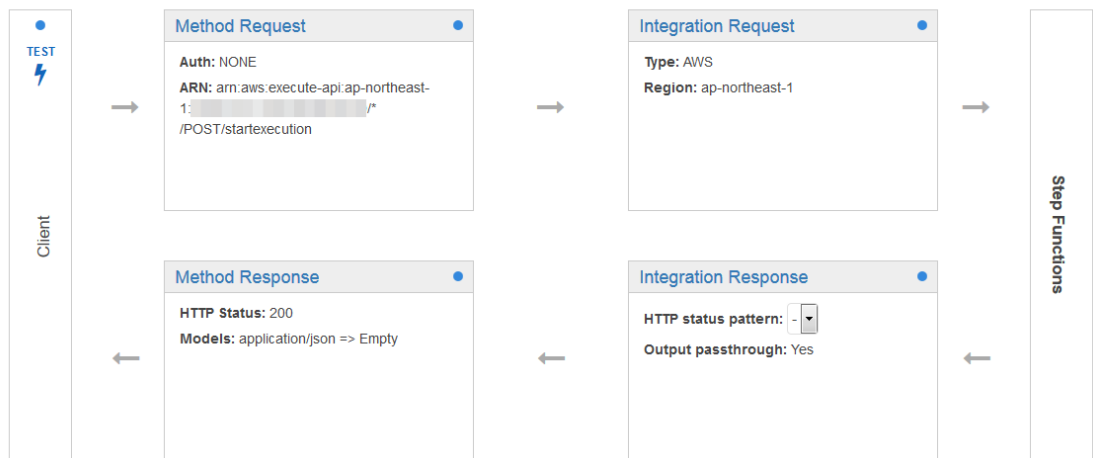 TEST
Client
Method Request
Auth: NONE
ARN: arn:aws:execute-api:ap-northeast-
1: /*
/POST/startexecution
Integration Request
Type: AWS
Region: ap-northeast-1
Method Response
HTTP Status: 200
Models: application/json => Empty
Integration Response
HTTP status pattern: -
Output passthrough: Yes
Step Functions